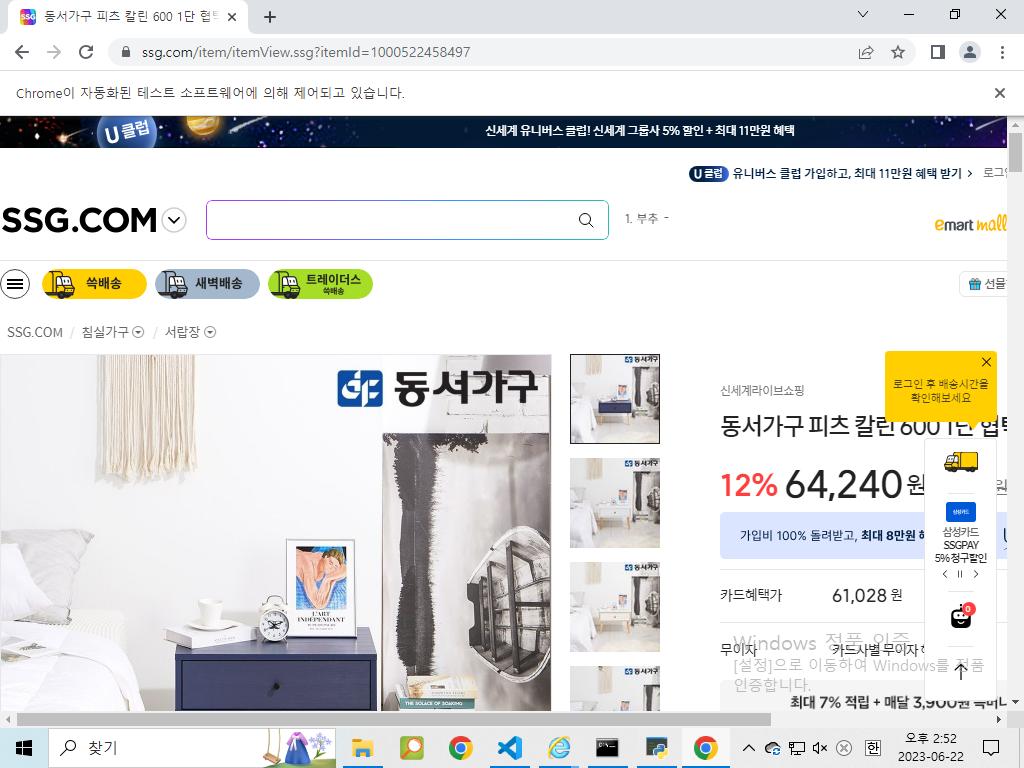 동서가구 피츠 칼린 600 1단 협탁
ssg.com/item/itemView.ssg?itemId=1000522458497
Chrome이 자동화된 테스트 소프트웨어에 의해 제어되고 있습니다.
U 클럽
신세계 유니버스 클럽! 신세계 그룹사 5% 할인 + 최대 11만원 혜택
U 클럽 유니버스 클럽 가입하고, 최대 11만원 혜택 받기 >
SSG.COM
1. 부추 -
emart mall
쓱배송
새벽배송
트레이더스
쓱배송
선물
SSG.COM / 침실가구 / 서랍장
동서가구
로그인 후 배송시간을
확인해보세요
신세계라이브쇼핑
동서가구 피츠 칼린 600 1단 협탁
12% 64,240원
가입비 100% 돌려받고, 최대 8만원
삼성카드
삼성카드
SSGPAY
5% 청구할인
카드혜택가 61,028 원
0
무이자 카드사별 무이자
최대 7% 적립 + 매달 3,900원
L'ART
INDÉPENDANT
THE SOLACE OF SOAKING
Windows 정품 인증
[설정]으로 이동하여 Windows를 정품
인증합니다.
찾기
오후 2:52
2023-06-22
한